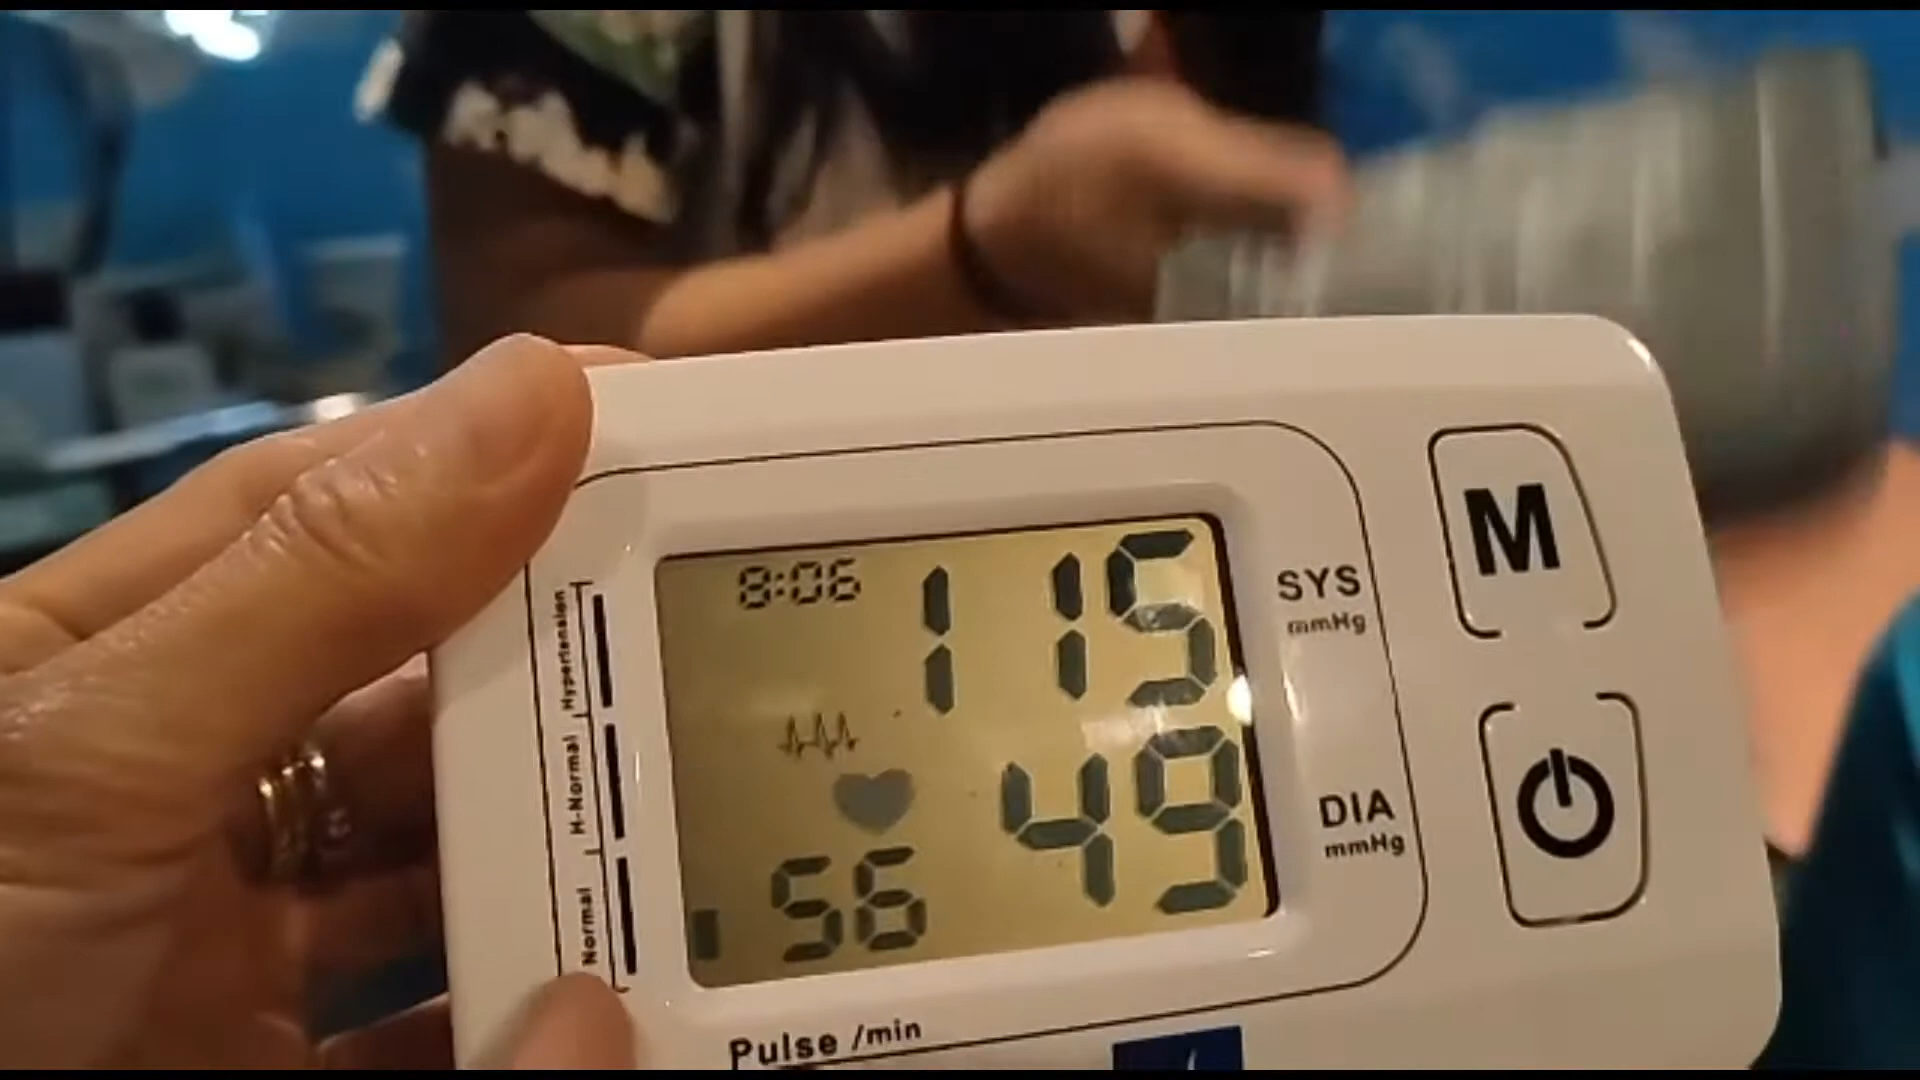 8:06
115
SYS
mmHg
49
DIA
mmHg
56
Pulse /min
Hypertension
H-Normal
Normal
M